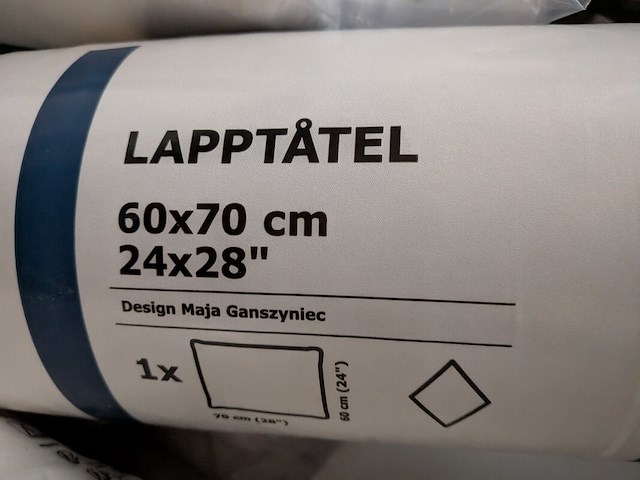 LAPPTÅTEL
60x70 cm
24x28"
Design Maja Ganszyniec
1x
60 cm (24")
70 cm (28")